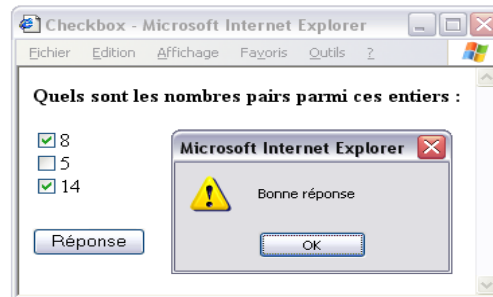 Checkbox - Microsoft Internet Explorer
Fichier Edition Affichage Favoris Outils ?
Quels sont les nombres pairs parmi ces entiers :
8
5
14
Réponse
Microsoft Internet Explorer
Bonne réponse
OK